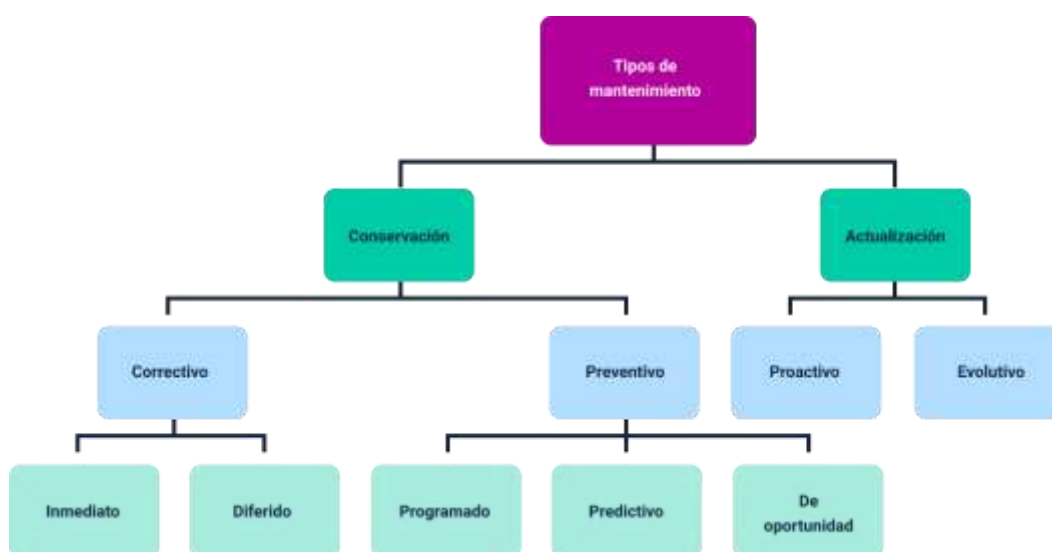 Tipos de
mantenimiento
Conservación
Actualización
Correctivo
Preventivo
Proactivo
Evolutivo
Inmediato
Diferido
Programado
Predictivo
De
oportunidad